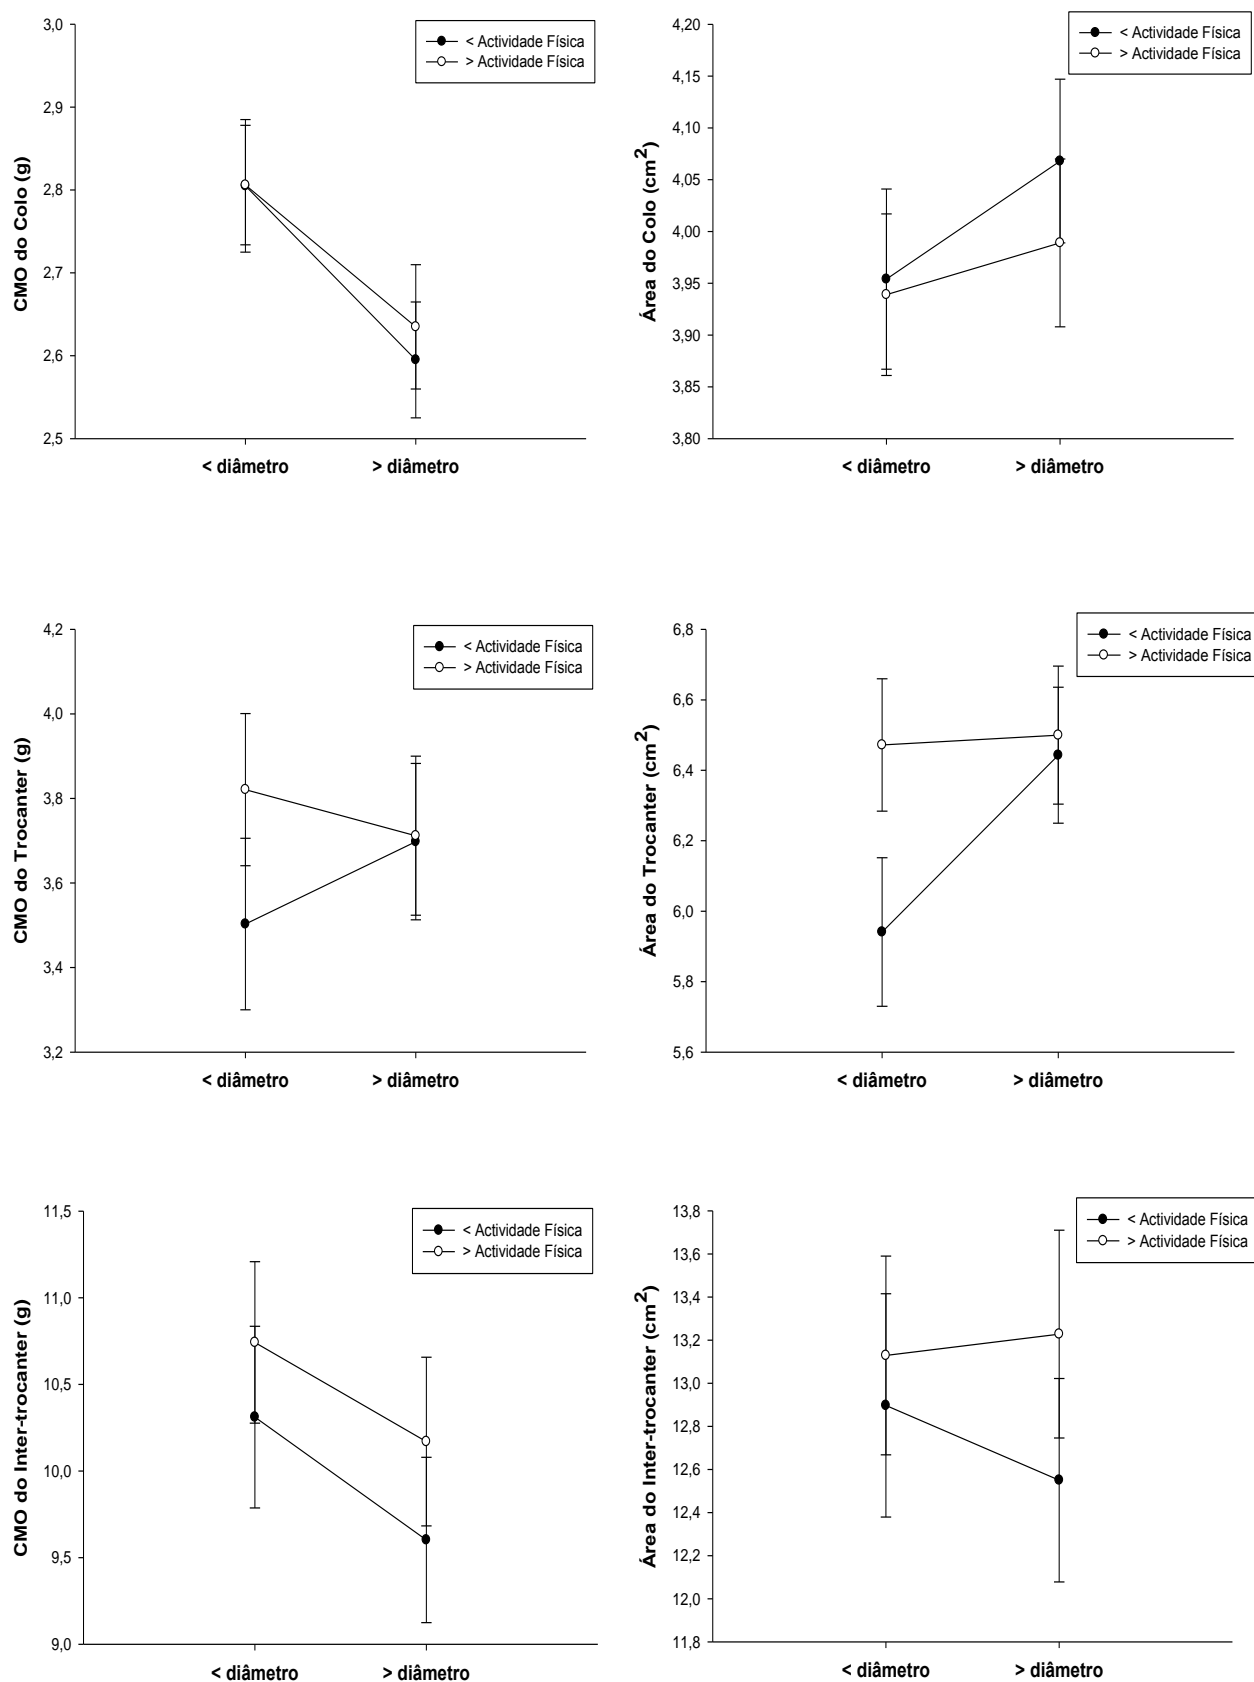 CMO do Colo (g)
3,0
2,9
2,8
2,7
2,6
2,5
< diâmetro
> diâmetro
< Actividade Física
> Actividade Física
Área do Colo (cm²)
4,20
4,15
4,10
4,05
4,00
3,95
3,90
3,85
3,80
< diâmetro
> diâmetro
< Actividade Física
> Actividade Física
CMO do Trocanter (g)
4,2
4,0
3,8
3,6
3,4
3,2
< diâmetro
> diâmetro
< Actividade Física
> Actividade Física
Área do Trocanter (cm²)
6,8
6,6
6,4
6,2
6,0
5,8
5,6
< diâmetro
> diâmetro
< Actividade Física
> Actividade Física
CMO do Inter-trocanter (g)
11,5
11,0
10,5
10,0
9,5
9,0
< diâmetro
> diâmetro
< Actividade Física
> Actividade Física
Área do Inter-trocanter (cm²)
13,8
13,6
13,4
13,2
13,0
12,8
12,6
12,4
12,2
12,0
11,8
< diâmetro
> diâmetro
< Actividade Física
> Actividade Física